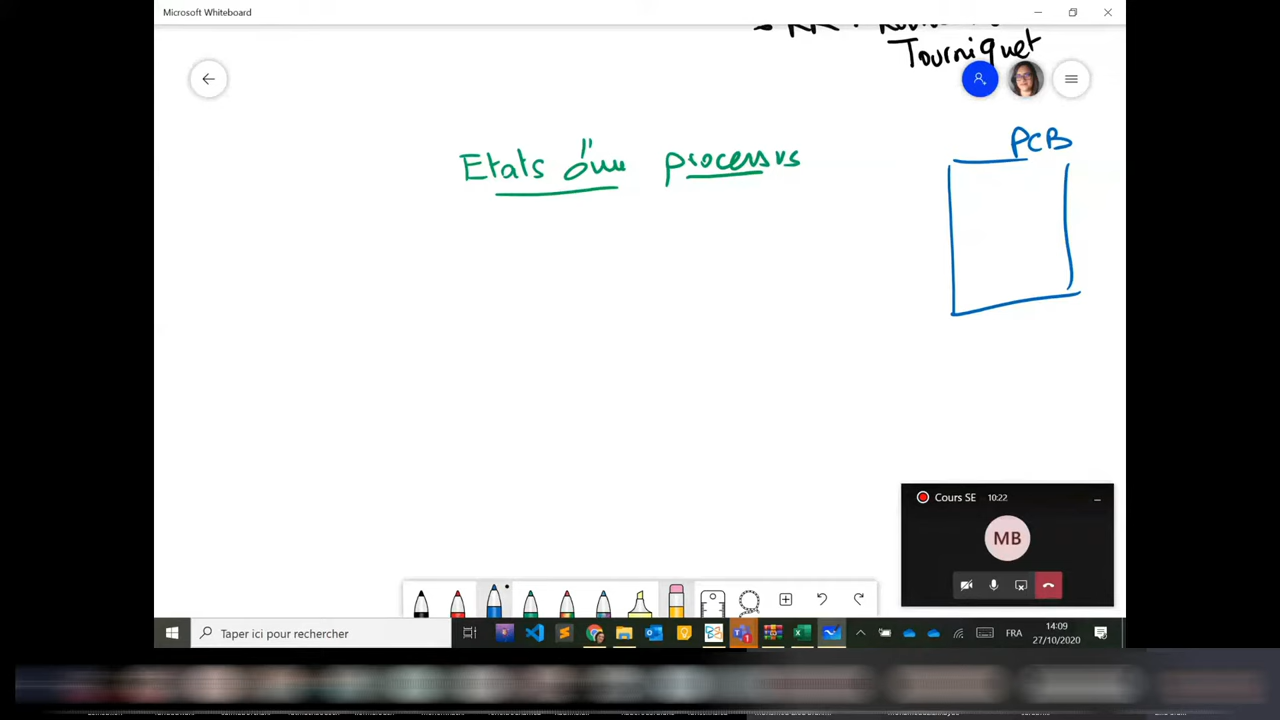 Microsoft Whiteboard
Tourniquet
PCB
Etats d'un processus
Cours SE 10:22
MB
Taper ici pour rechercher
1
FRA
14:09
27/10/2020